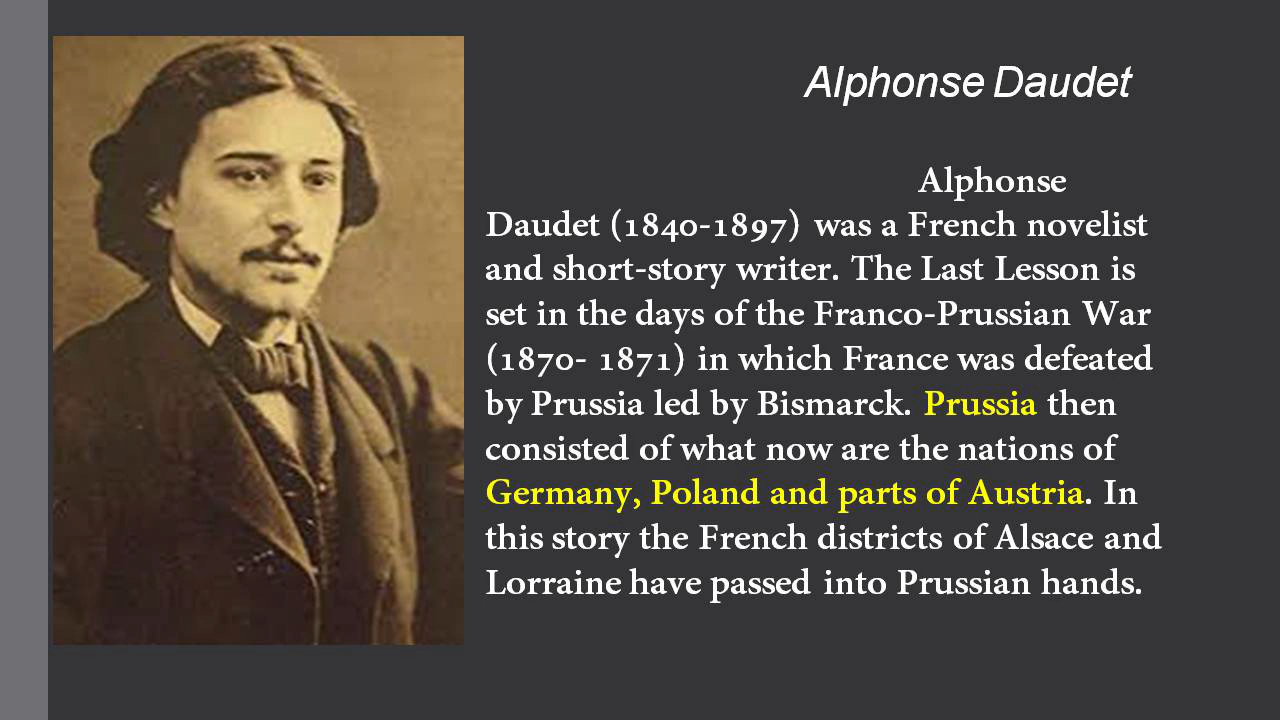 Alphonse Daudet
Alphonse
Daudet (1840-1897) was a French novelist
and short-story writer. The Last Lesson is
set in the days of the Franco-Prussian War
(1870- 1871) in which France was defeated
by Prussia led by Bismarck. Prussia then
consisted of what now are the nations of
Germany, Poland and parts of Austria. In
this story the French districts of Alsace and
Lorraine have passed into Prussian hands.